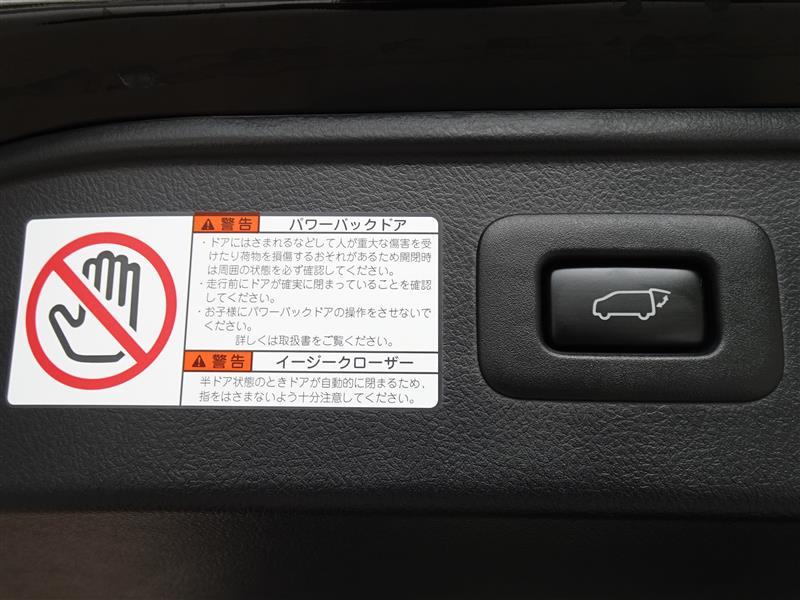 警告 パワーバックドア
・ドアにはさまれるなどして人が重大な傷害を受
けたり荷物を損傷するおそれがあるため開閉時
は周囲の状態を必ず確認してください。
・走行前にドアが確実に閉まっていることを確認
してください。
・お子様にパワーバックドアの操作をさせないで
ください。
詳しくは取扱書をご覧ください。
警告 イージークローザー
半ドア状態のときドアが自動的に閉まるため、
指をはさまないよう十分注意してください。